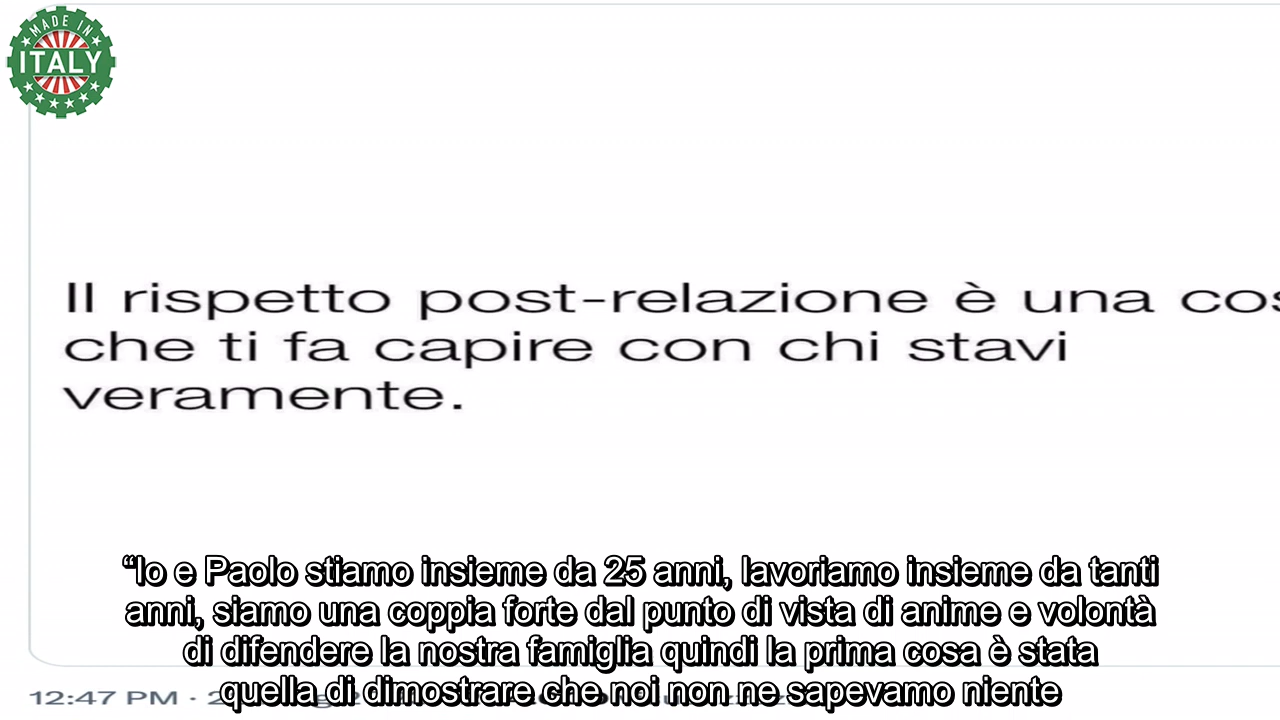 MADE IN
ITALY
Il rispetto post-relazione è una cos
che ti fa capire con chi stavi
veramente.
“Io e Paolo stiamo insieme da 25 anni, lavoriamo insieme da tanti
anni, siamo una coppia forte dal punto di vista di anime e volontà
di difendere la nostra famiglia quindi la prima cosa è stata
quella di dimostrare che noi non ne sapevamo niente
12:47 PM ·